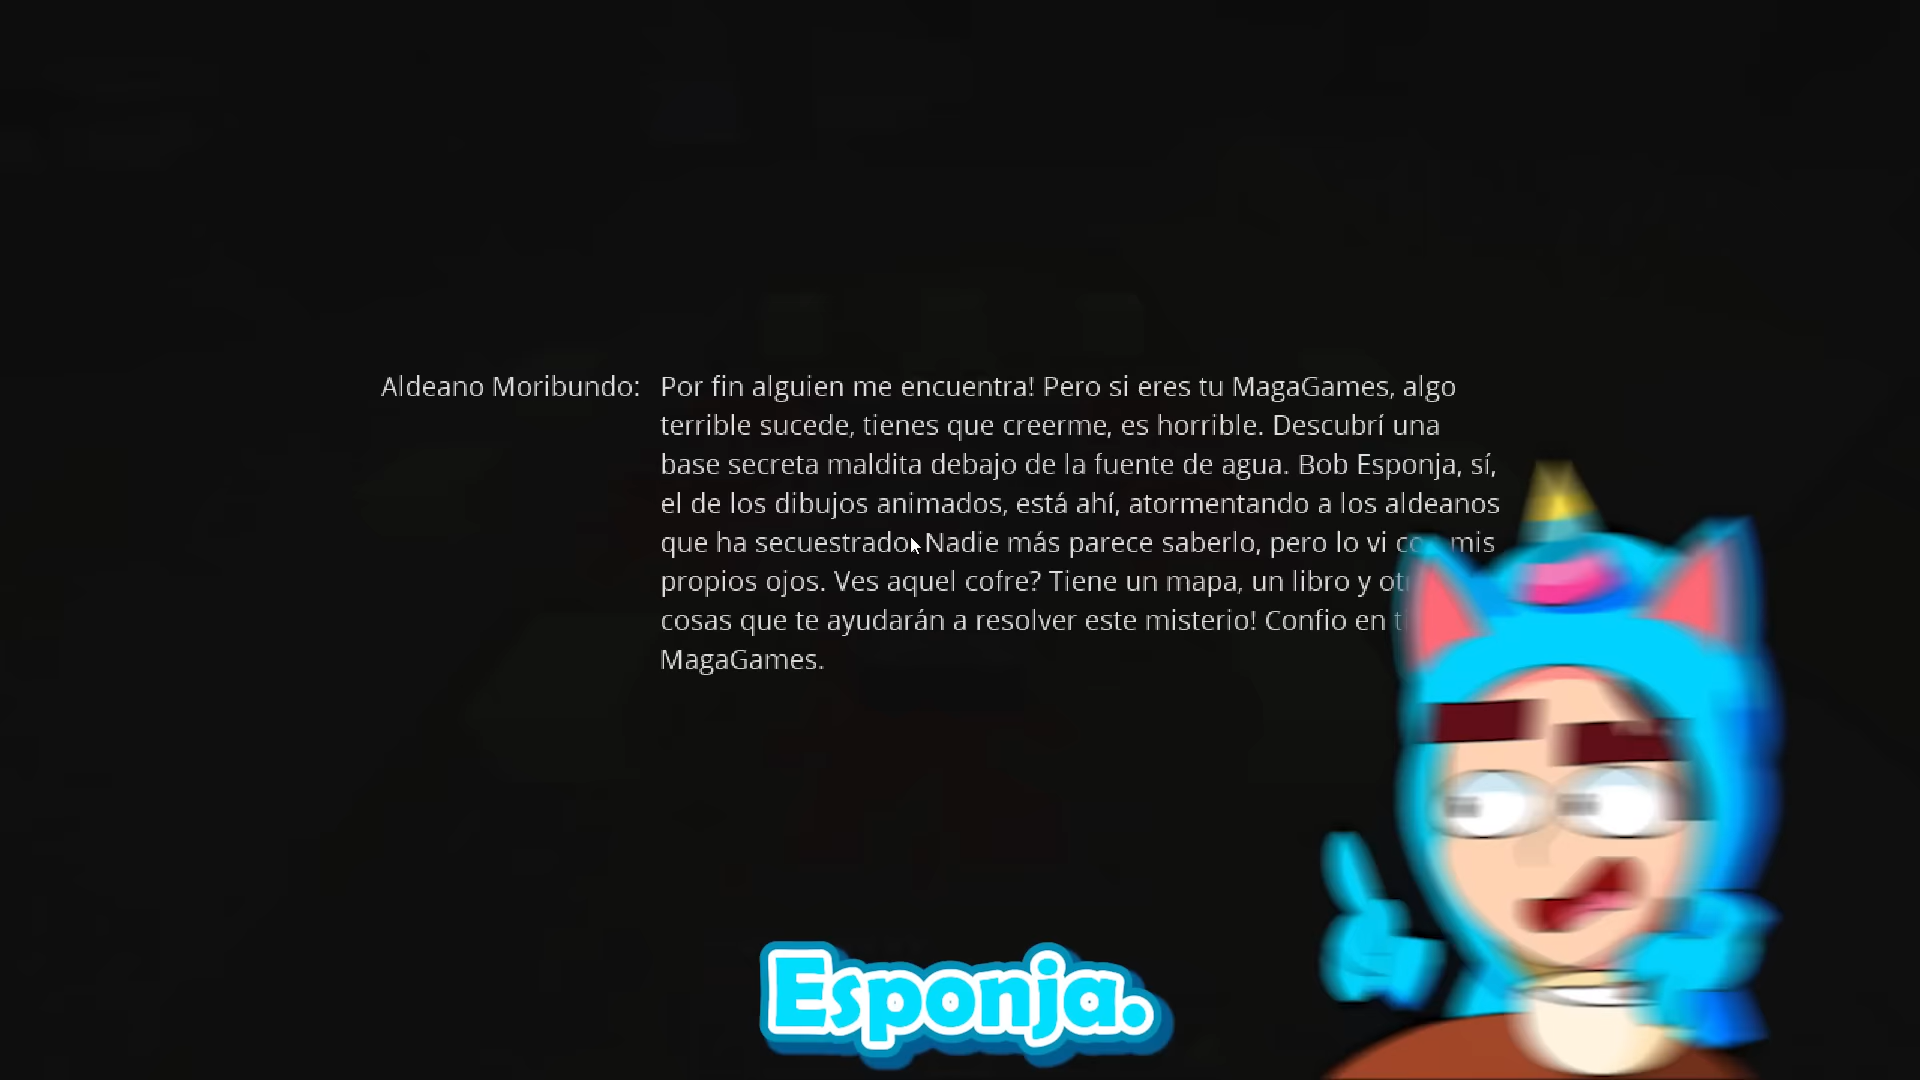 Aldeano Moribundo: Por fin alguien me encuentra! Pero si eres tu MagaGames, algo
terrible sucede, tienes que creerme, es horrible. Descubrí una
base secreta maldita debajo de la fuente de agua. Bob Esponja, sí,
el de los dibujos animados, está ahí, atormentando a los aldeanos
que ha secuestrado. Nadie más parece saberlo, pero lo vi mis
propios ojos. Ves aquel cofre? Tiene un mapa, un libro y
cosas que te ayudarán a resolver este misterio! Confio en ti
MagaGames.
Esponja.